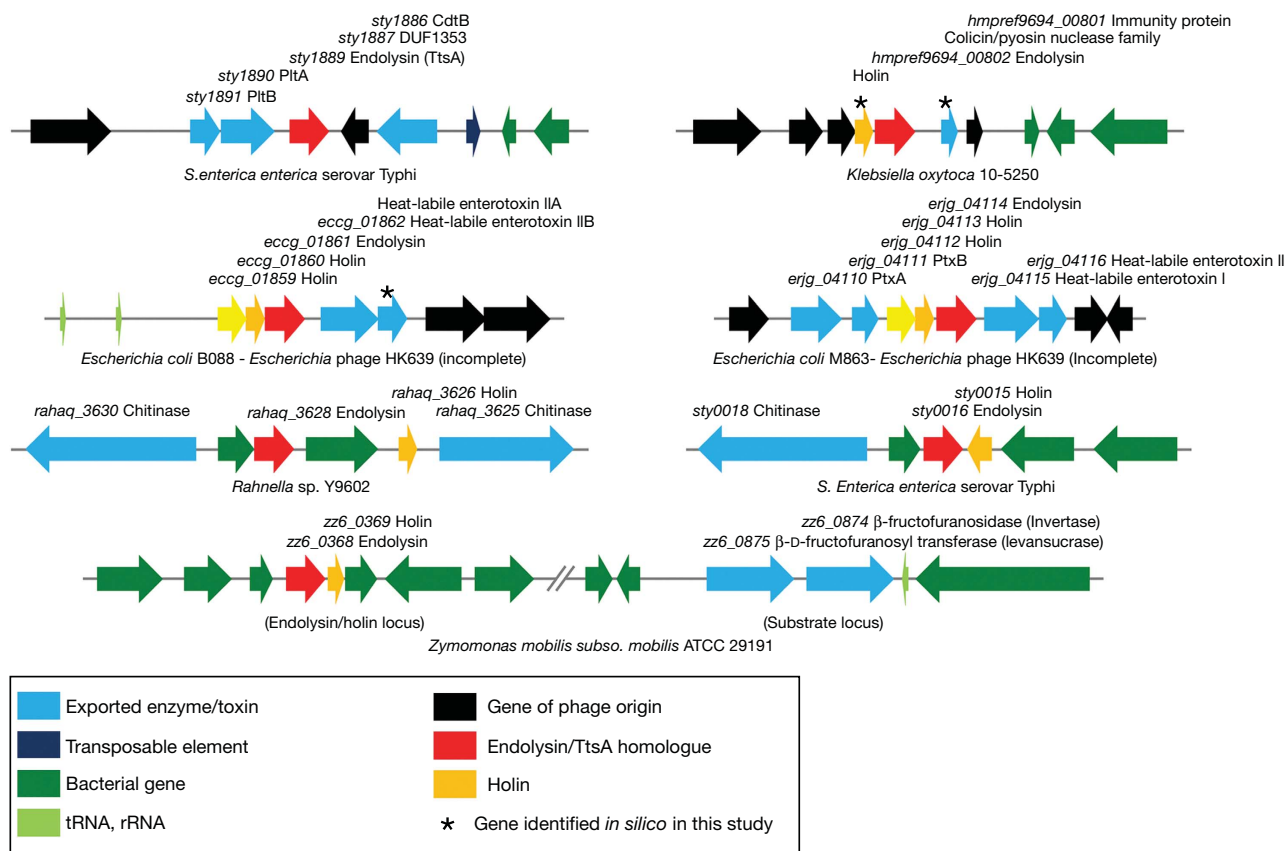 sty1886 CdtB
sty1887 DUF1353
sty1889 Endolysin (TtsA)
sty1890 PltA
sty1891 PltB
*
S.enterica enterica serovar Typhi
hmpref9694_00801 Immunity protein
Colicin/pyosin nuclease family
hmpref9694_00802 Endolysin
Holin
* *
Klebsiella oxytoca 10-5250
Heat-labile enterotoxin IIA
eccg_01862 Heat-labile enterotoxin IIB
eccg_01861 Endolysin
eccg_01860 Holin
eccg_01859 Holin
*
Escherichia coli B088 - Escherichia phage HK639 (incomplete)
erjg_04114 Endolysin
erjg_04113 Holin
erjg_04112 Holin
erjg_04111 PtxB
erjg_04110 PtxA
erjg_04116 Heat-labile enterotoxin II
erjg_04115 Heat-labile enterotoxin I
Escherichia coli M863- Escherichia phage HK639 (Incomplete)
rahaq_3626 Holin
rahaq_3630 Chitinase rahaq_3628 Endolysin rahaq_3625 Chitinase
Rahnella sp. Y9602
sty0015 Holin
sty0018 Chitinase sty0016 Endolysin
S. Enterica enterica serovar Typhi
zz6_0369 Holin
zz6_0368 Endolysin
zz6_0874 β-fructofuranosidase (Invertase)
zz6_0875 β-D-fructofuranosyl transferase (levansucrase)
(Endolysin/holin locus)
(Substrate locus)
Zymomonas mobilis subso. mobilis ATCC 29191
Exported enzyme/toxin
Transposable element
Bacterial gene
tRNA, rRNA
Gene of phage origin
Endolysin/TtsA homologue
Holin
* Gene identified in silico in this study